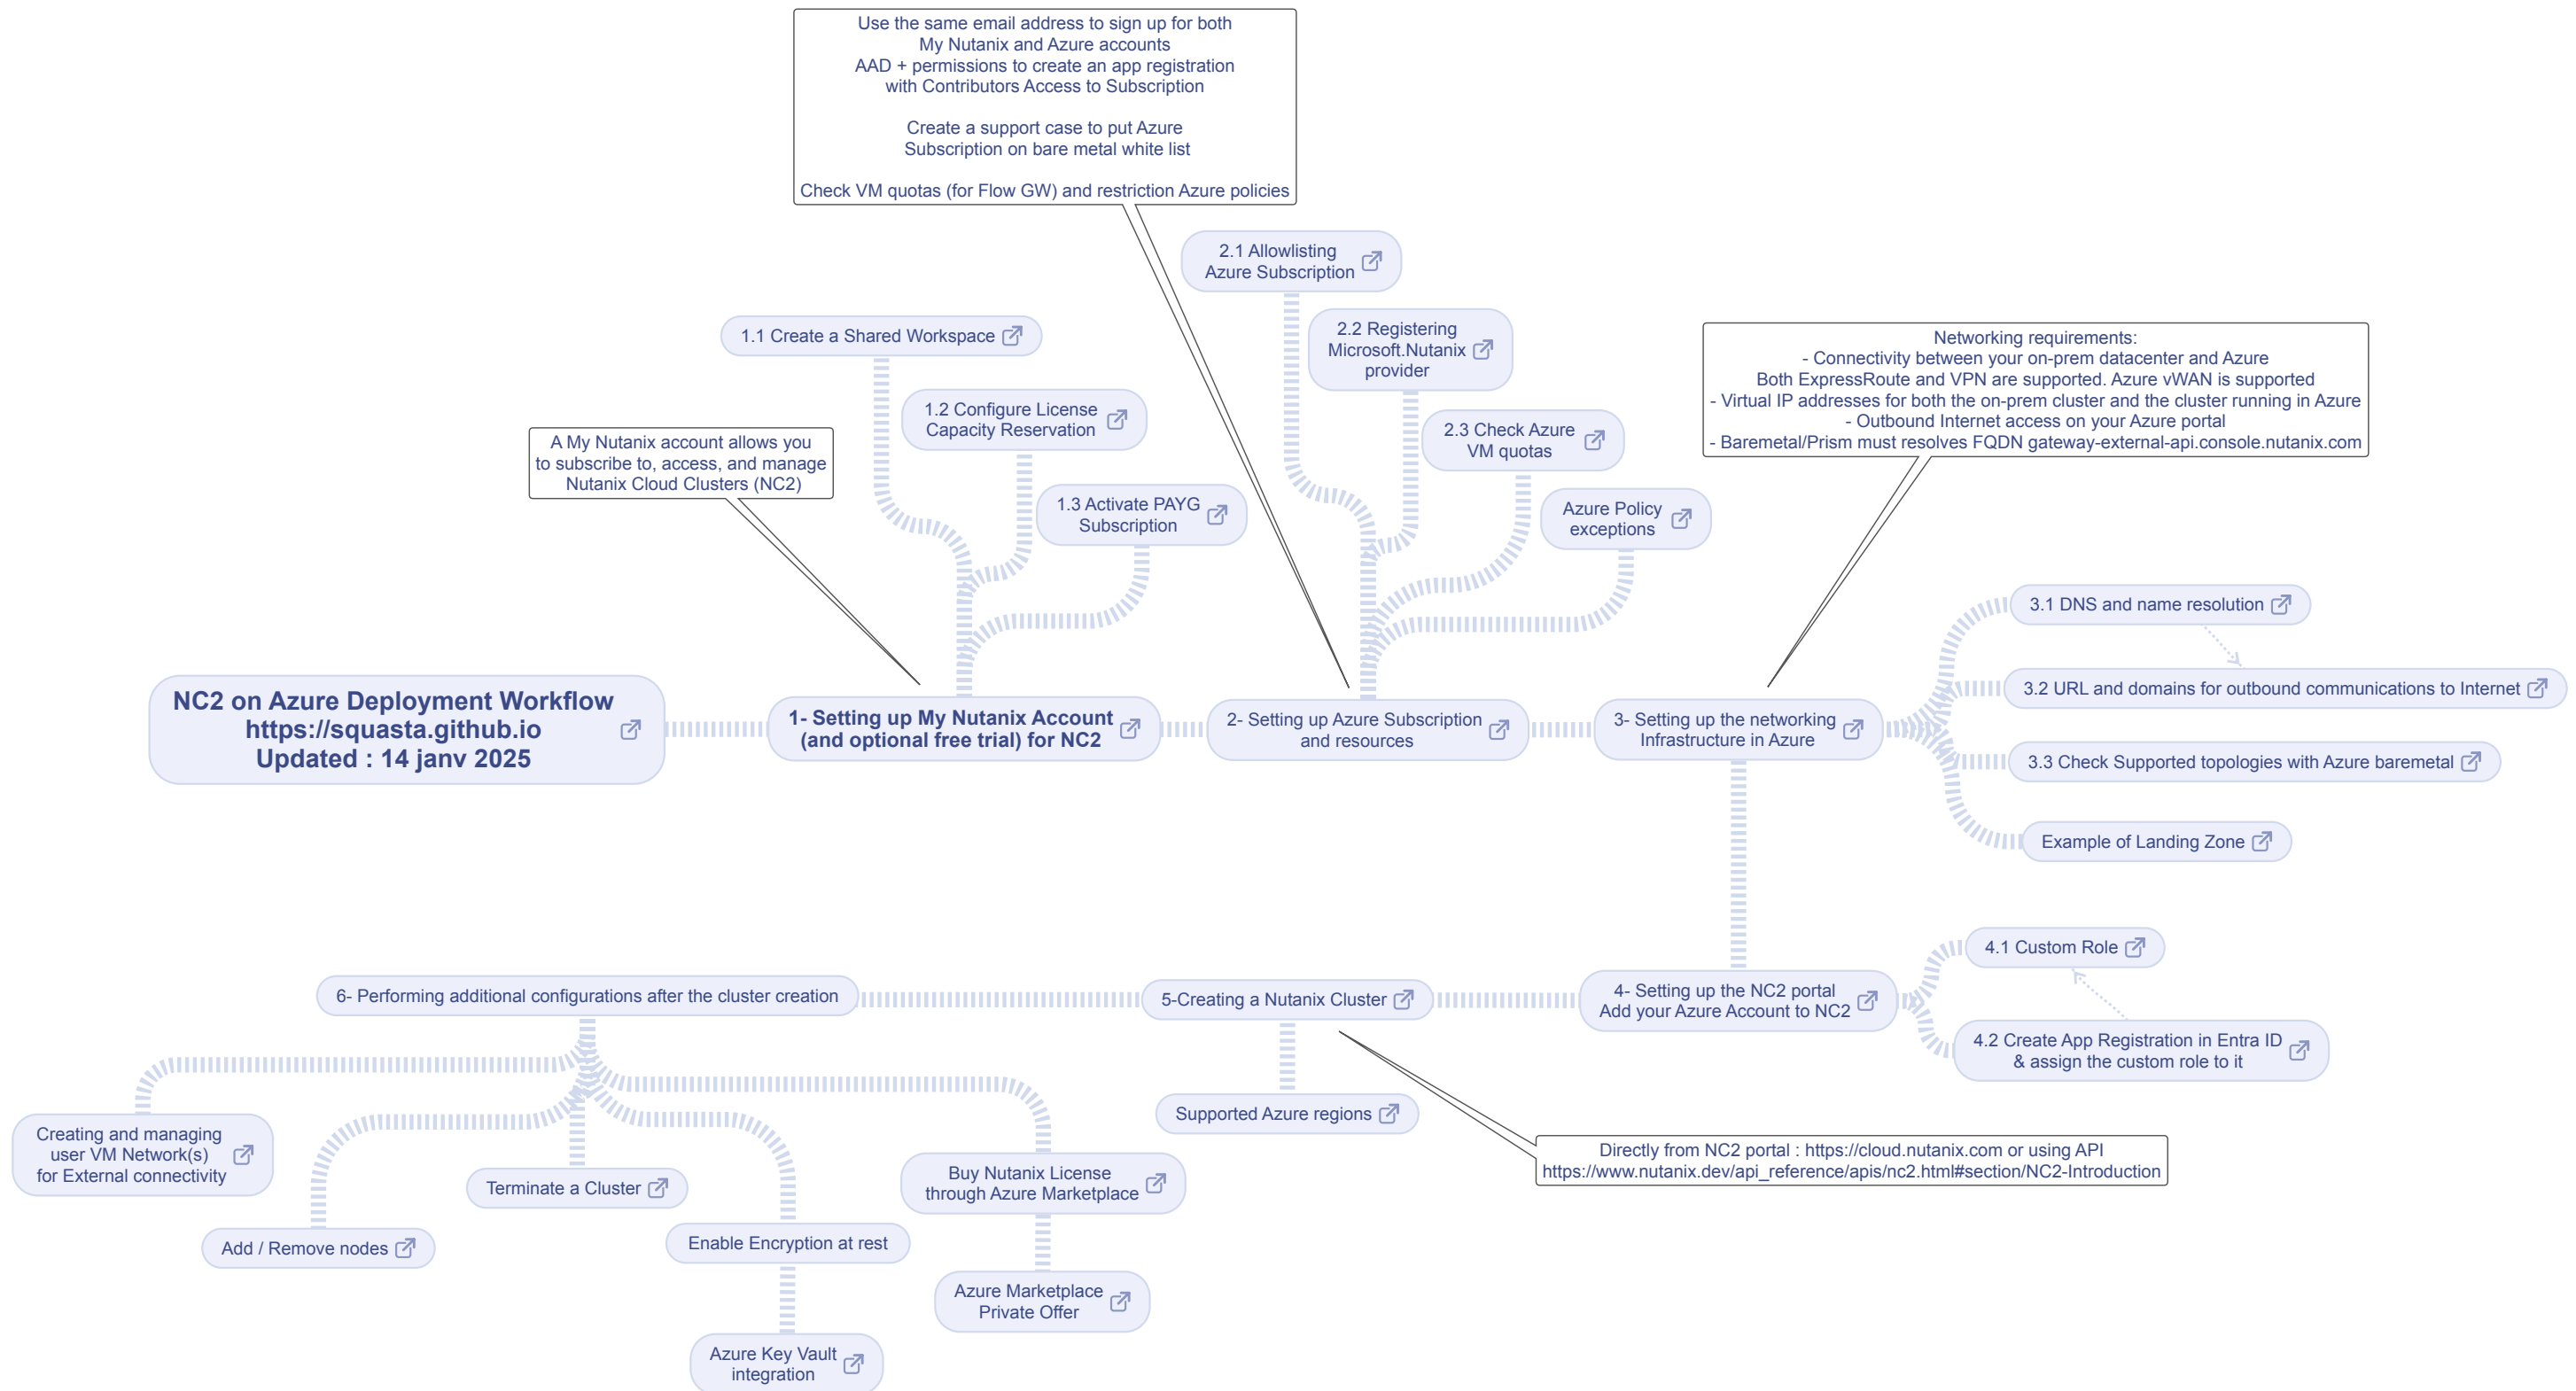 Use the same email address to sign up for both
My Nutanix and Azure accounts
AAD + permissions to create an app registration
with Contributors Access to Subscription
Create a support case to put Azure
Subscription on bare metal white list
Check VM quotas (for Flow GW) and restriction Azure policies
2.1 Allowlisting
Azure Subscription
1.1 Create a Shared Workspace
2.2 Registering
Microsoft.Nutanix
provider
Networking requirements:
- Connectivity between your on-prem datacenter and Azure
Both ExpressRoute and VPN are supported. Azure vWAN is supported
- Virtual IP addresses for both the on-prem cluster and the cluster running in Azure
- Outbound Internet access on your Azure portal
- Baremetal/Prism must resolves FQDN gateway-external-api.console.nutanix.com
1.2 Configure License
Capacity Reservation
2.3 Check Azure
VM quotas
A My Nutanix account allows you
to subscribe to, access, and manage
Nutanix Cloud Clusters (NC2)
1.3 Activate PAYG
Subscription
Azure Policy
exceptions
3.1 DNS and name resolution
3.2 URL and domains for outbound communications to Internet
NC2 on Azure Deployment Workflow
https://squasta.github.io
Updated : 14 janv 2025
1- Setting up My Nutanix Account
(and optional free trial) for NC2
2- Setting up Azure Subscription
and resources
3- Setting up the networking
Infrastructure in Azure
3.3 Check Supported topologies with Azure baremetal
Example of Landing Zone
4.1 Custom Role
6- Performing additional configurations after the cluster creation
5-Creating a Nutanix Cluster
4- Setting up the NC2 portal
Add your Azure Account to NC2
4.2 Create App Registration in Entra ID
& assign the custom role to it
Supported Azure regions
Creating and managing
user VM Network(s)
for External connectivity
Directly from NC2 portal : https://cloud.nutanix.com or using API
https://www.nutanix.dev/api_reference/apis/nc2.html#section/NC2-Introduction
Terminate a Cluster
Buy Nutanix License
through Azure Marketplace
Add / Remove nodes
Enable Encryption at rest
Azure Marketplace
Private Offer
Azure Key Vault
integration